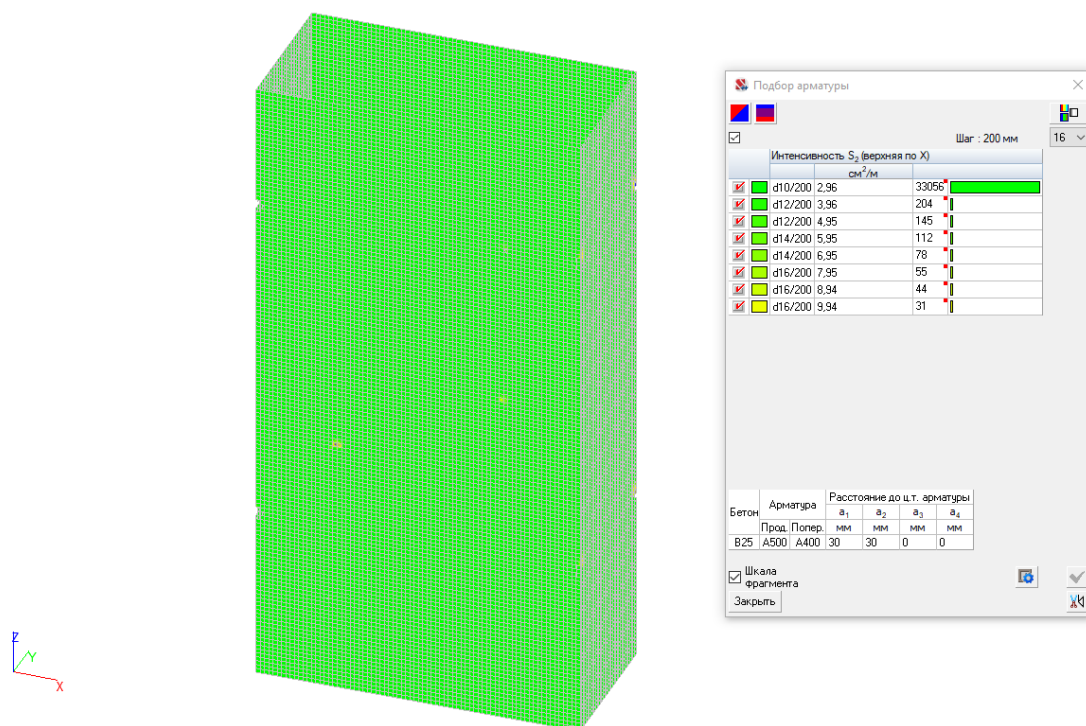 Подбор арматуры
Шаг : 200 мм
16
Интенсивность S2 (верхняя по X)
см2/м
d10/200 2,96 33056
d12/200 3,96 204
d12/200 4,95 145
d14/200 5,95 112
d14/200 6,95 78
d16/200 7,95 55
d16/200 8,94 44
d16/200 9,94 31
Бетон Арматура Расстояние до ц.т. арматуры
a1 a2 a3 a4
Прод. Попер. мм мм мм мм
B25 A500 A400 30 30 0 0
Шкала
фрагмента
Закрыть
Z
Y
X